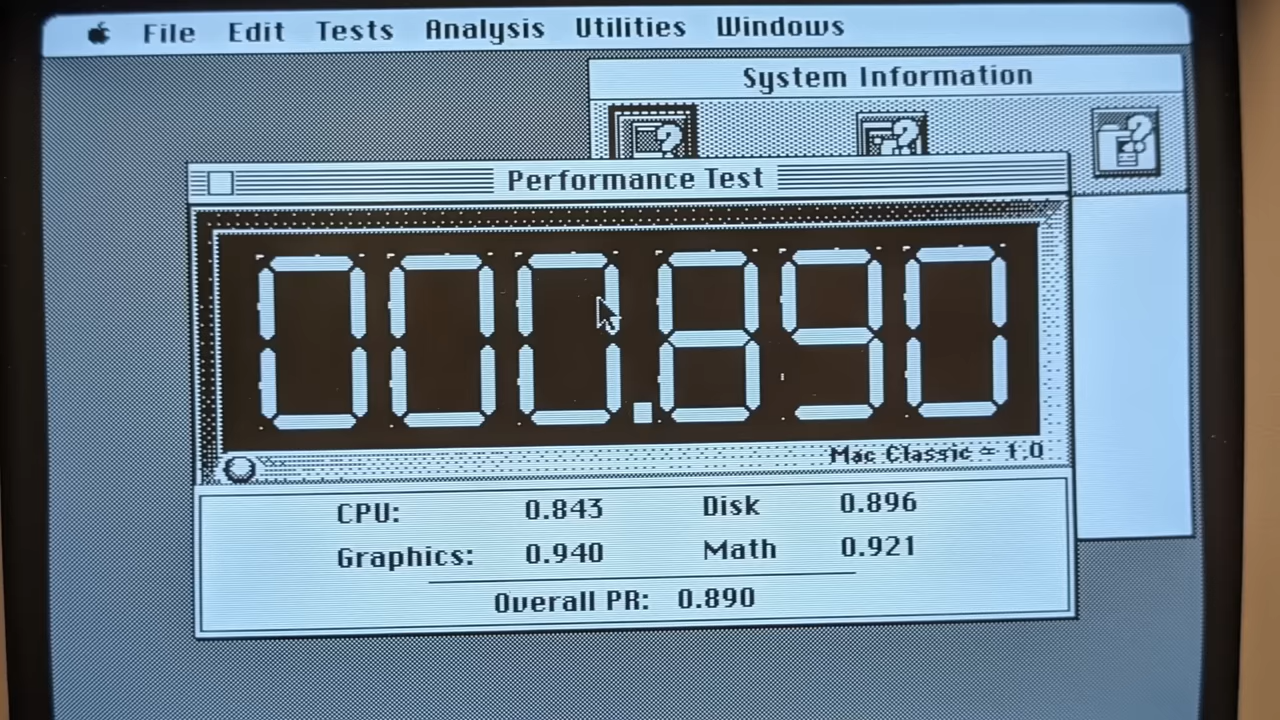 File Edit Tests Analysis Utilities Windows
System Information
Performance Test
000.890
Mac Classic = 1.0
CPU: 0.843 Disk 0.896
Graphics: 0.940 Math 0.921
Overall PR: 0.890